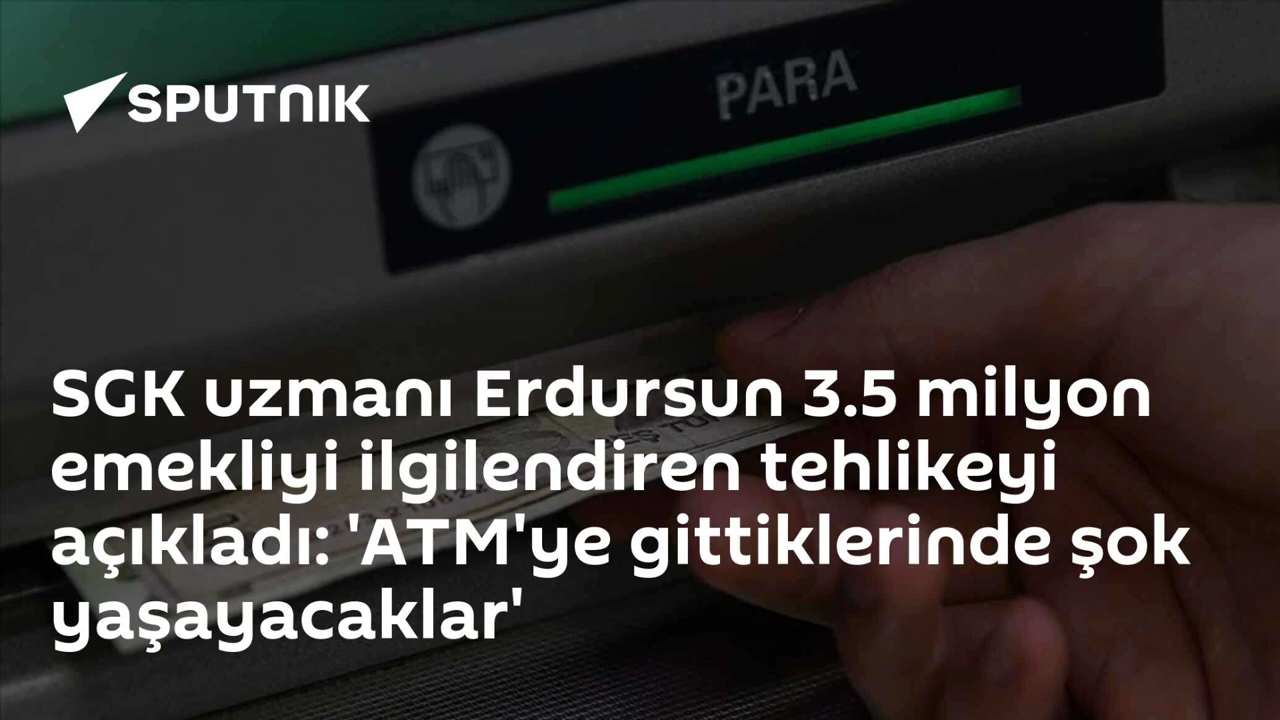 SPUTNIK
PARA
SGK uzmanı Erdursun 3.5 milyon
emekliyi ilgilendiren tehlikeyi
açıkladı: 'ATM'ye gittiklerinde şok
yaşayacaklar'